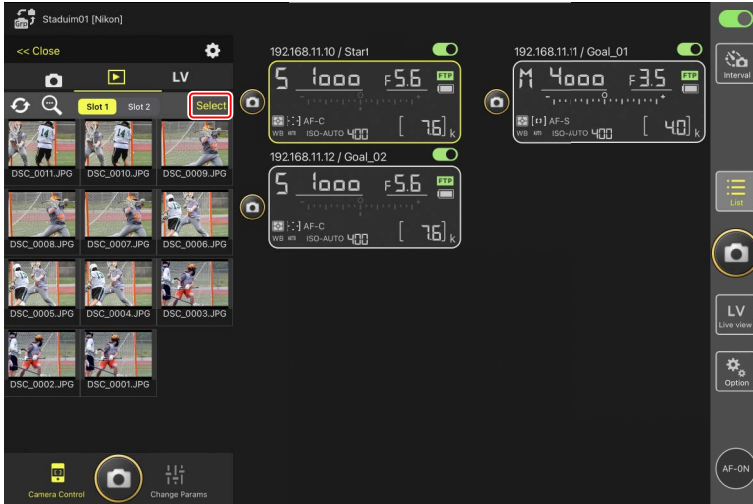 Grp
Staduim01 [Nikon]
<< Close
LV
Slot 1
Slot 2
Select
DSC_0011.JPG
DSC_0010.JPG
DSC_0009.JPG
DSC_0008.JPG
DSC_0007.JPG
DSC_0006.JPG
DSC_0005.JPG
DSC_0004.JPG
DSC_0003.JPG
DSC_0002.JPG
DSC_0001.JPG
Camera Control
Change Params
192.168.11.10 / Start
S 1000 F5.6 FTP
AF-C
WB ISO-AUTO 400 [ 7.6] k
192.168.11.11 / Goal_01
M 4000 F3.5 FTP
AF-S
WB ISO-AUTO 400 [ 4.0] k
192.168.11.12 / Goal_02
S 1000 F5.6 FTP
AF-C
WB ISO-AUTO 400 [ 7.6] k
Interval
List
LV
Live view
Option
AF-ON